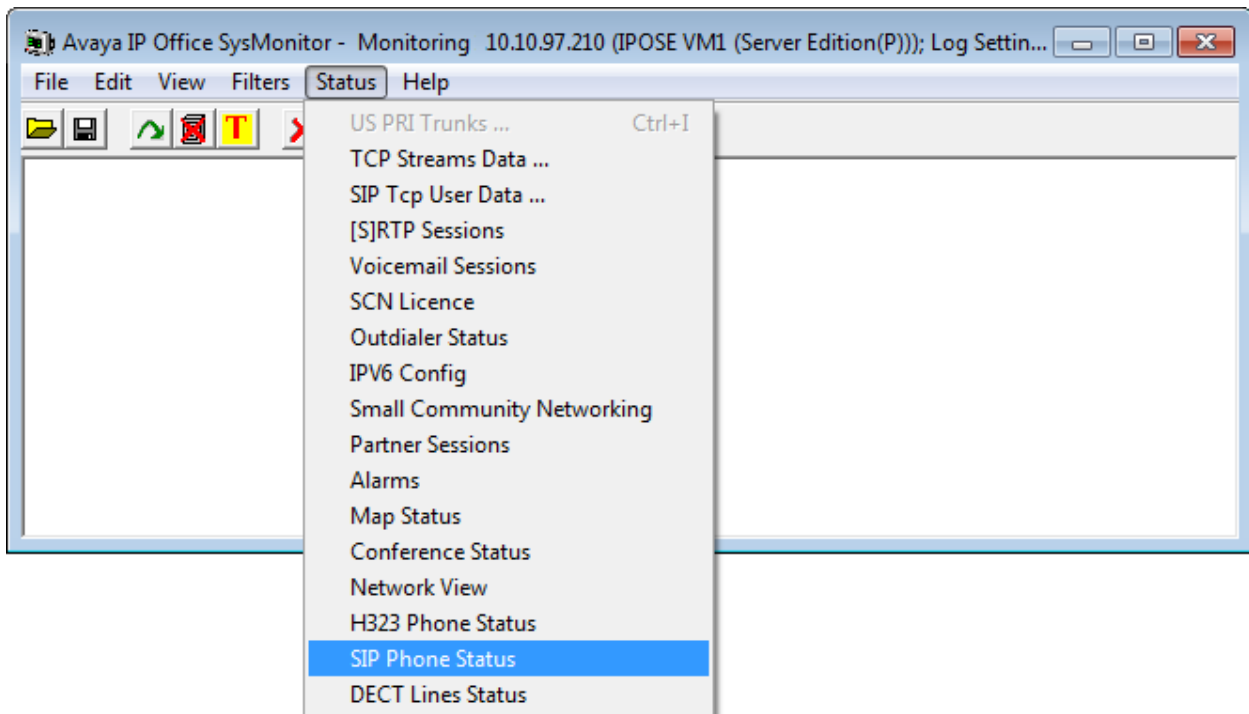 Avaya IP Office SysMonitor - Monitoring 10.10.97.210 (IPOSE VM1 (Server Edition(P))); Log Settin...
File Edit View Filters Status Help
T
US PRI Trunks ... Ctrl+I
TCP Streams Data ...
SIP Tcp User Data ...
[S]RTP Sessions
Voicemail Sessions
SCN Licence
Outdialer Status
IPV6 Config
Small Community Networking
Partner Sessions
Alarms
Map Status
Conference Status
Network View
H323 Phone Status
SIP Phone Status
DECT Lines Status